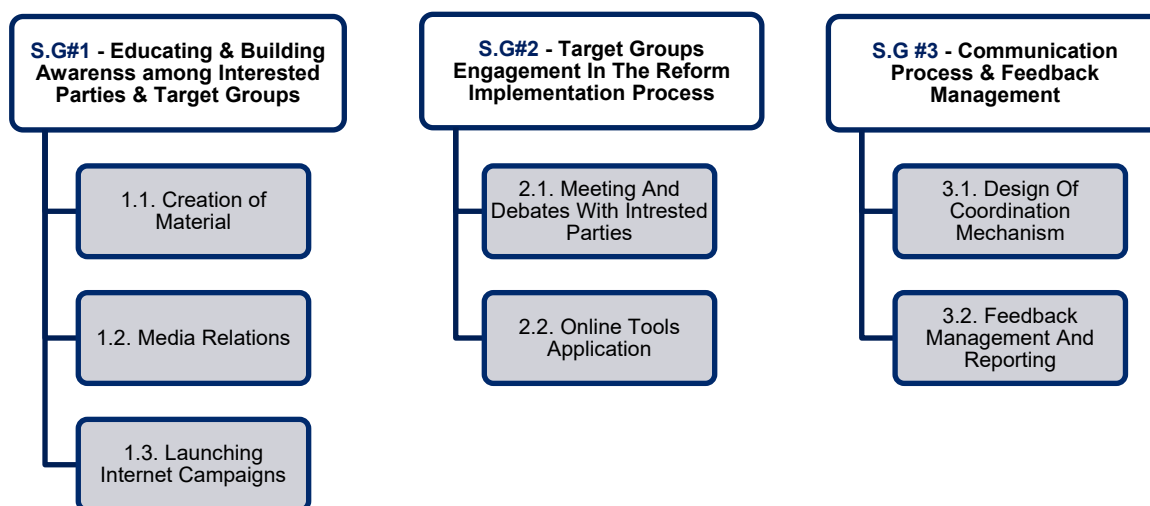 S.G#1 - Educating & Building
Awarenss among Interested
Parties & Target Groups
1.1. Creation of
Material
1.2. Media Relations
1.3. Launching
Internet Campaigns
S.G#2 - Target Groups
Engagement In The Reform
Implementation Process
2.1. Meeting And
Debates With Intrested
Parties
2.2. Online Tools
Application
S.G #3 - Communication
Process & Feedback
Management
3.1. Design Of
Coordination
Mechanism
3.2. Feedback
Management And
Reporting